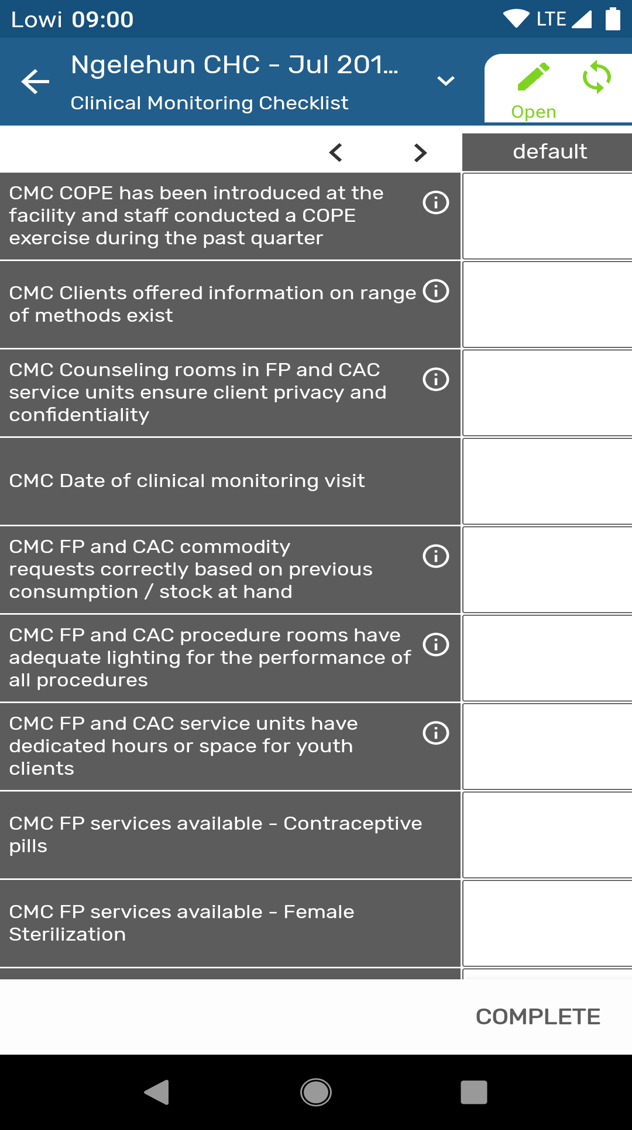 Lowi 09:00
LTE
Ngelehun CHC - Jul 201...
Clinical Monitoring Checklist
Open
default
CMC COPE has been introduced at the
facility and staff conducted a COPE
exercise during the past quarter
CMC Clients offered information on range
of methods exist
CMC Counseling rooms in FP and CAC
service units ensure client privacy and
confidentiality
CMC Date of clinical monitoring visit
CMC FP and CAC commodity
requests correctly based on previous
consumption / stock at hand
CMC FP and CAC procedure rooms have
adequate lighting for the performance of
all procedures
CMC FP and CAC service units have
dedicated hours or space for youth
clients
CMC FP services available - Contraceptive
pills
CMC FP services available - Female
Sterilization
COMPLETE